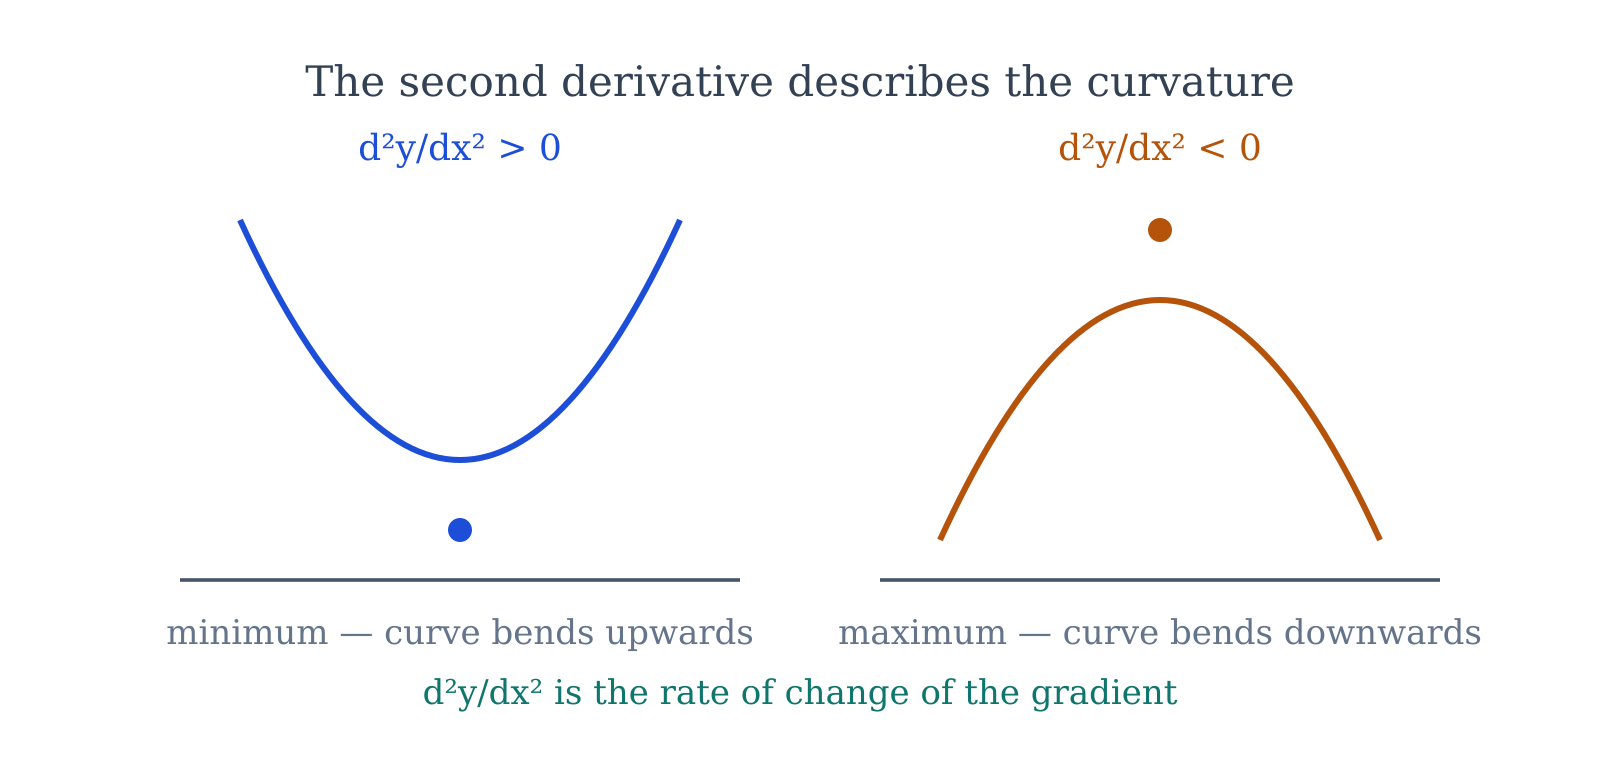 The second derivative describes the curvature
d²y/dx² > 0
d²y/dx² < 0
minimum — curve bends upwards
maximum — curve bends downwards
d²y/dx² is the rate of change of the gradient